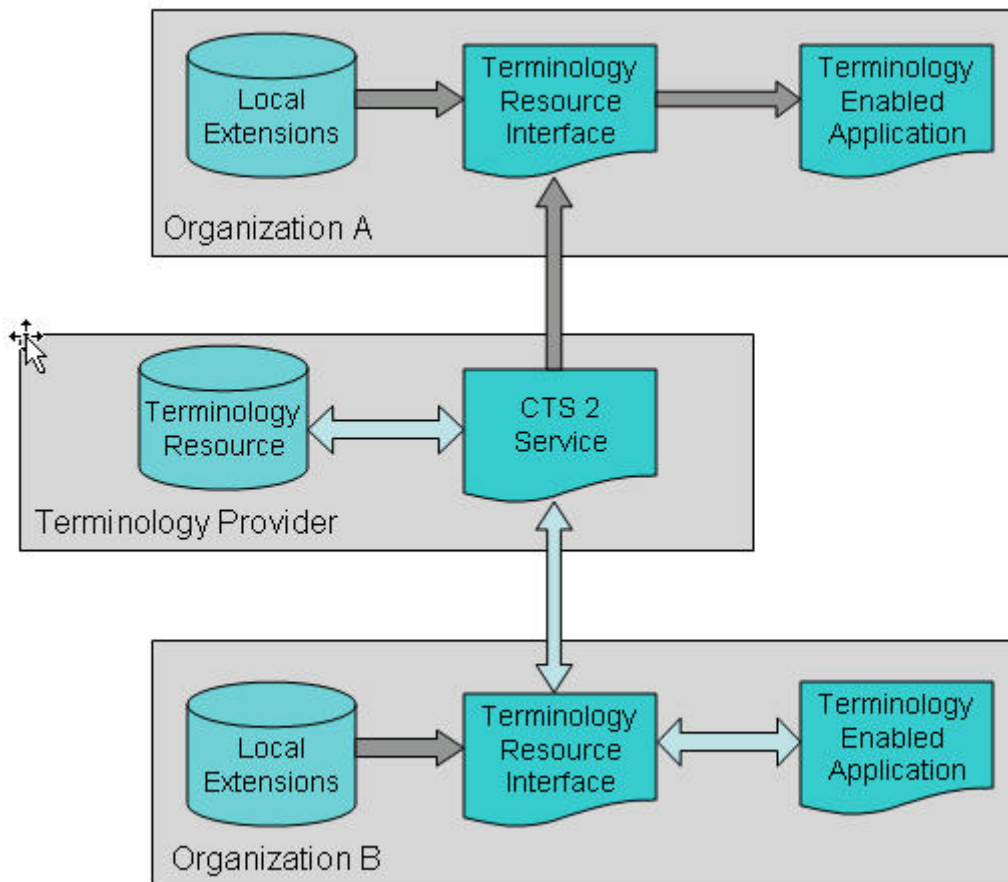 Local
Extensions
Terminology
Resource
Interface
Terminology
Enabled
Application
Organization A
Terminology
Resource
CTS 2
Service
Terminology Provider
Local
Extensions
Terminology
Resource
Interface
Terminology
Enabled
Application
Organization B